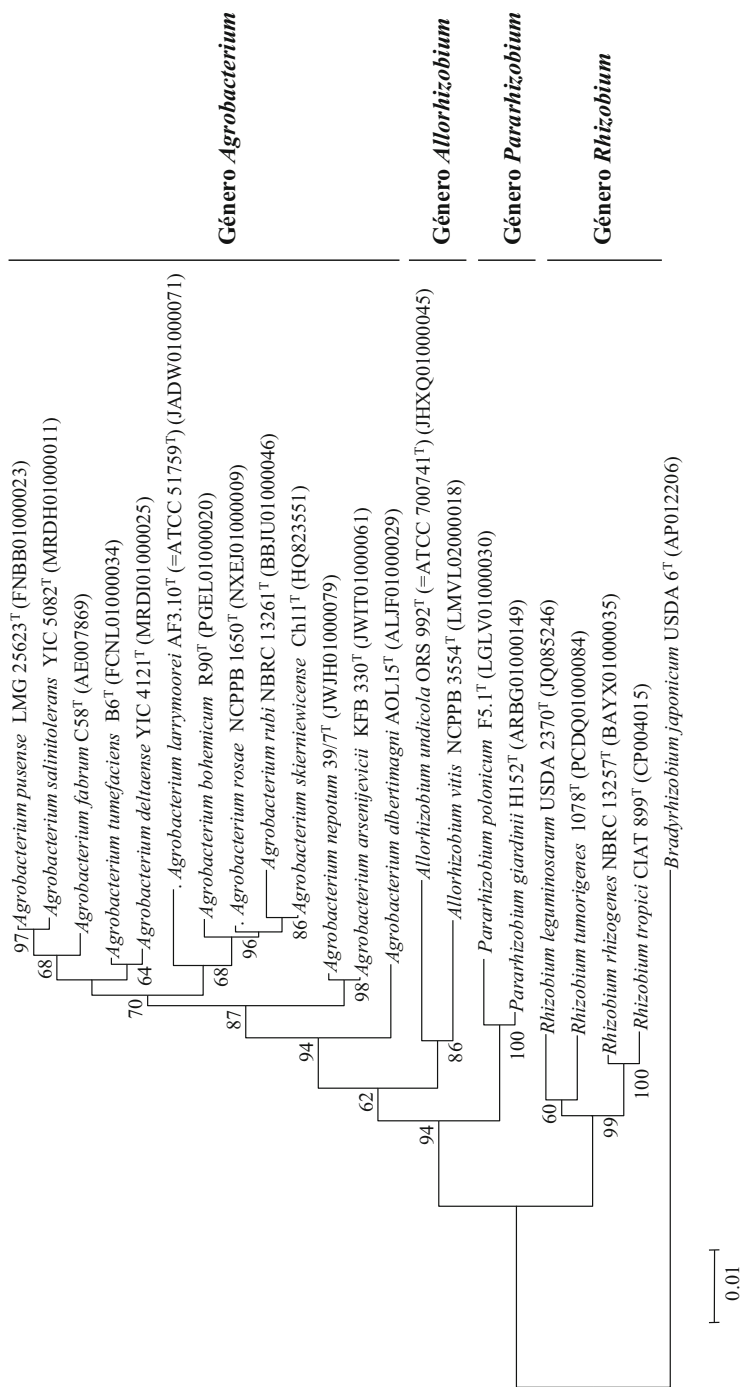 Agrobacterium pusense LMG 25623T (FNBB01000023)
97
Agrobacterium salinitolerans YIC 5082T (MRDH01000011)
68
Agrobacterium fabrum C58T (AE007869)
Agrobacterium tumefaciens B6T (FCNL01000034)
64
Agrobacterium deltaense YIC 4121T (MRDI01000025)
70
. Agrobacterium larrymoorei AF3.10T (=ATCC 51759T) (JADW01000071)
68
Agrobacterium bohemicum R90T (PGEL01000020)
96
. Agrobacterium rosae NCPPB 1650T (NXEJ01000009)
Agrobacterium rubi NBRC 13261T (BBJU01000046)
86
Agrobacterium skierniewicense Ch11T (HQ823551)
87
Agrobacterium nepotum 39/7T (JWJH01000079)
98
Agrobacterium arsenijevicii KFB 330T (JWIT01000061)
94
Agrobacterium albertimagni AOL15T (ALJF01000029)
62
Allorhizobium undicola ORS 992T (=ATCC 700741T) (JHXQ01000045)
86
Allorhizobium vitis NCPPB 3554T (LMVL02000018)
94
Pararhizobium polonicum F5.1T (LGLV01000030)
100
Pararhizobium giardinii H152T (ARBG01000149)
Rhizobium leguminosarum USDA 2370T (JQ085246)
60
Rhizobium tumorigenes 1078T (PCDQ01000084)
99
Rhizobium rhizogenes NBRC 13257T (BAYX01000035)
100
Rhizobium tropici CIAT 899T (CP004015)
Bradyrhizobium japonicum USDA 6T (AP012206)
Género Agrobacterium
Género Allorhizobium
Género Pararhizobium
Género Rhizobium
0.01